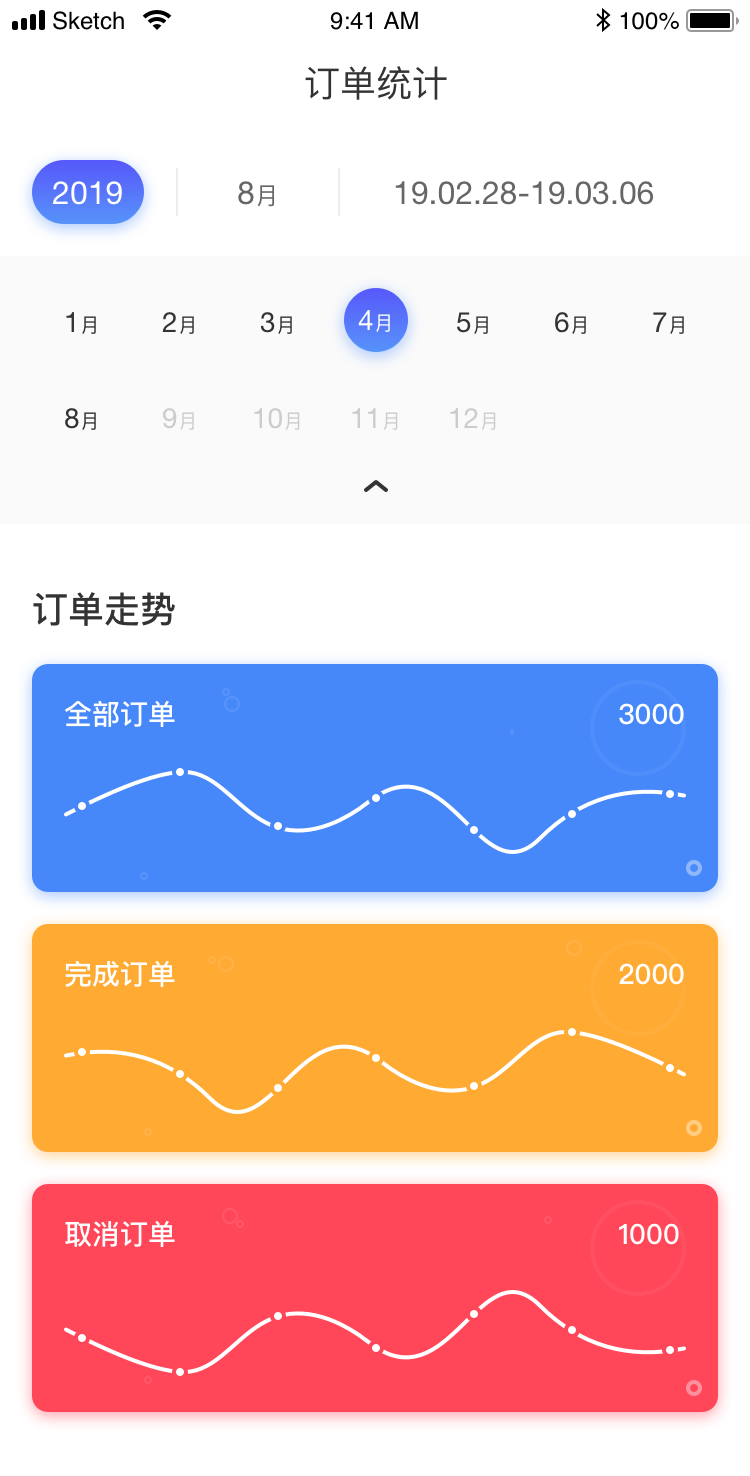 Sketch 9:41 AM 100%
订单统计
2019 8月 19.02.28-19.03.06
1月 2月 3月 4月 5月 6月 7月
8月 9月 10月 11月 12月
订单走势
全部订单 3000
完成订单 2000
取消订单 1000